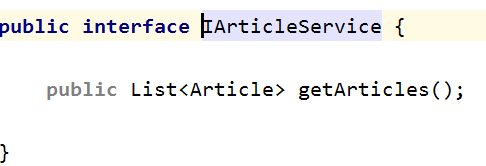 public interface IArticleService {
public List<Article> getArticles();
}